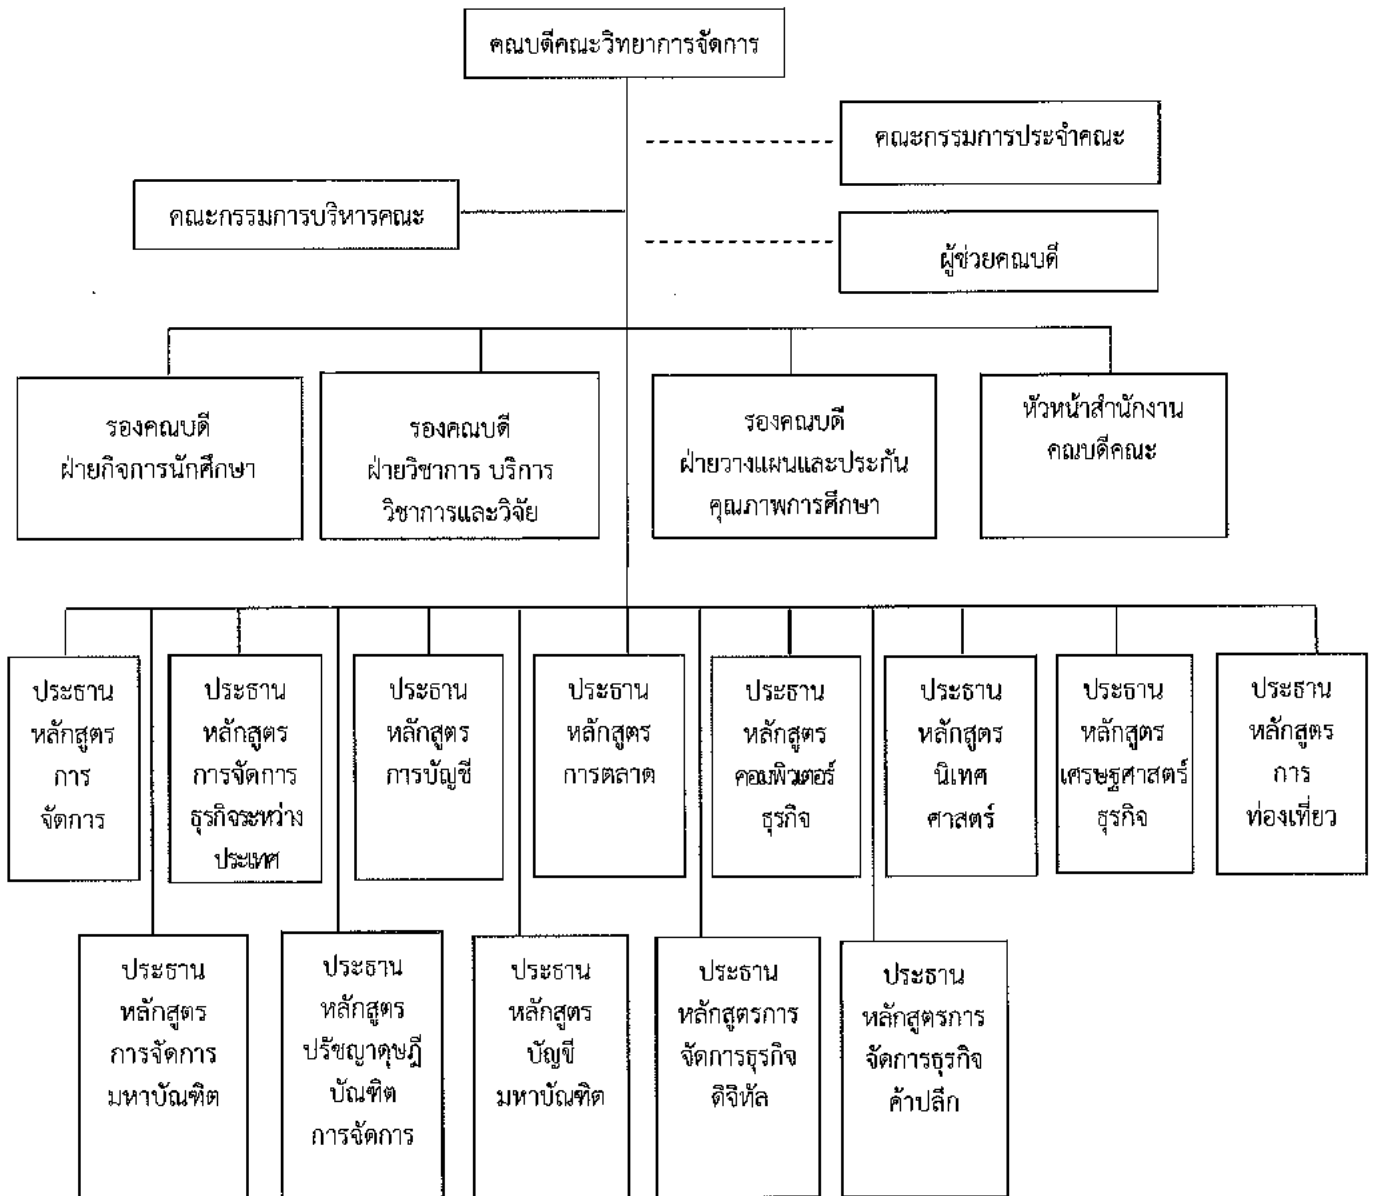 คณบดีคณะวิทยาการจัดการ
คณะกรรมการประจำคณะ
คณะกรรมการบริหารคณะ
ผู้ช่วยคณบดี
รองคณบดี
ฝ่ายกิจการนักศึกษา
รองคณบดี
ฝ่ายวิชาการ บริการ
วิชาการและวิจัย
รองคณบดี
ฝ่ายวางแผนและประกัน
คุณภาพการศึกษา
หัวหน้าสำนักงาน
คณบดีคณะ
ประธาน
หลักสูตร
การ
จัดการ
ประธาน
หลักสูตร
การจัดการ
ธุรกิจระหว่าง
ประเทศ
ประธาน
หลักสูตร
การบัญชี
ประธาน
หลักสูตร
การตลาด
ประธาน
หลักสูตร
คอมพิวเตอร์
ธุรกิจ
ประธาน
หลักสูตร
นิเทศ
ศาสตร์
ประธาน
หลักสูตร
เศรษฐศาสตร์
ธุรกิจ
ประธาน
หลักสูตร
การ
ท่องเที่ยว
ประธาน
หลักสูตร
การจัดการ
มหาบัณฑิต
ประธาน
หลักสูตร
ปรัชญาดุษฎี
บัณฑิต
การจัดการ
ประธาน
หลักสูตร
บัญชี
มหาบัณฑิต
ประธาน
หลักสูตรการ
จัดการธุรกิจ
ดิจิทัล
ประธาน
หลักสูตรการ
จัดการธุรกิจ
ค้าปลีก